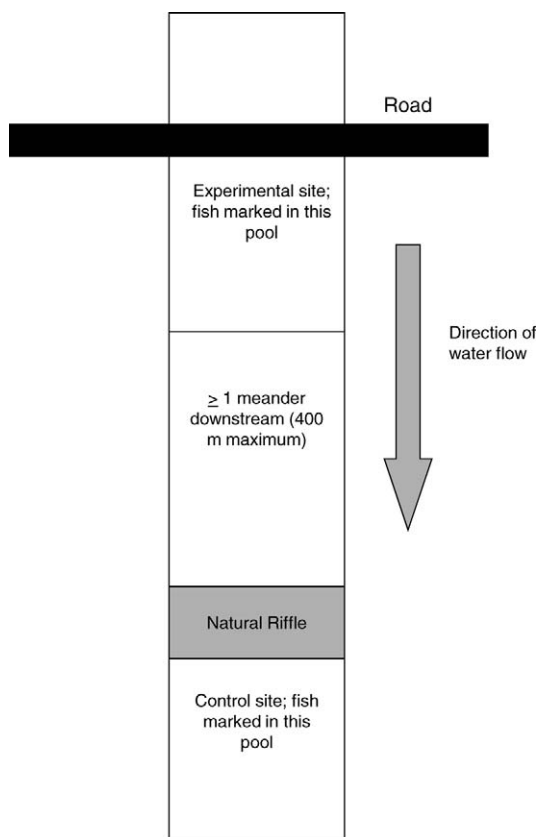 Road
Experimental site;
fish marked in this
pool
Direction of
water flow
≥ 1 meander
downstream (400
m maximum)
Natural Riffle
Control site; fish
marked in this
pool